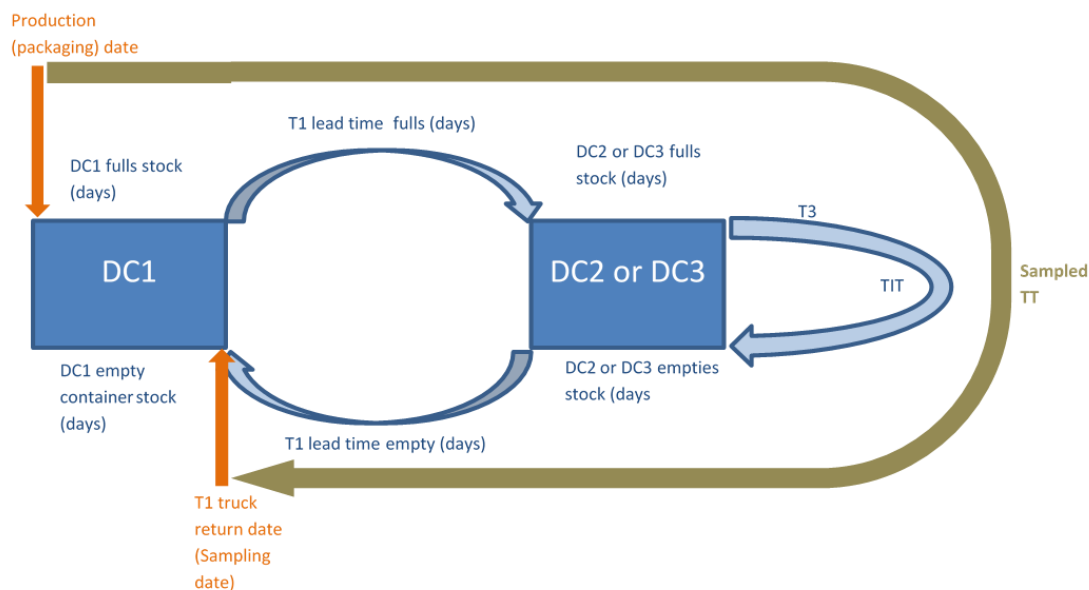 Production
(packaging) date
T1 lead time  fulls (days)
DC1 fulls stock
(days)
DC2 or DC3 fulls
stock (days)
T3
DC1
DC2 or DC3
TIT
Sampled
TT
DC1 empty
container stock
(days)
DC2 or DC3 empties
stock (days
T1 lead time empty (days)
T1 truck
return date
(Sampling
date)